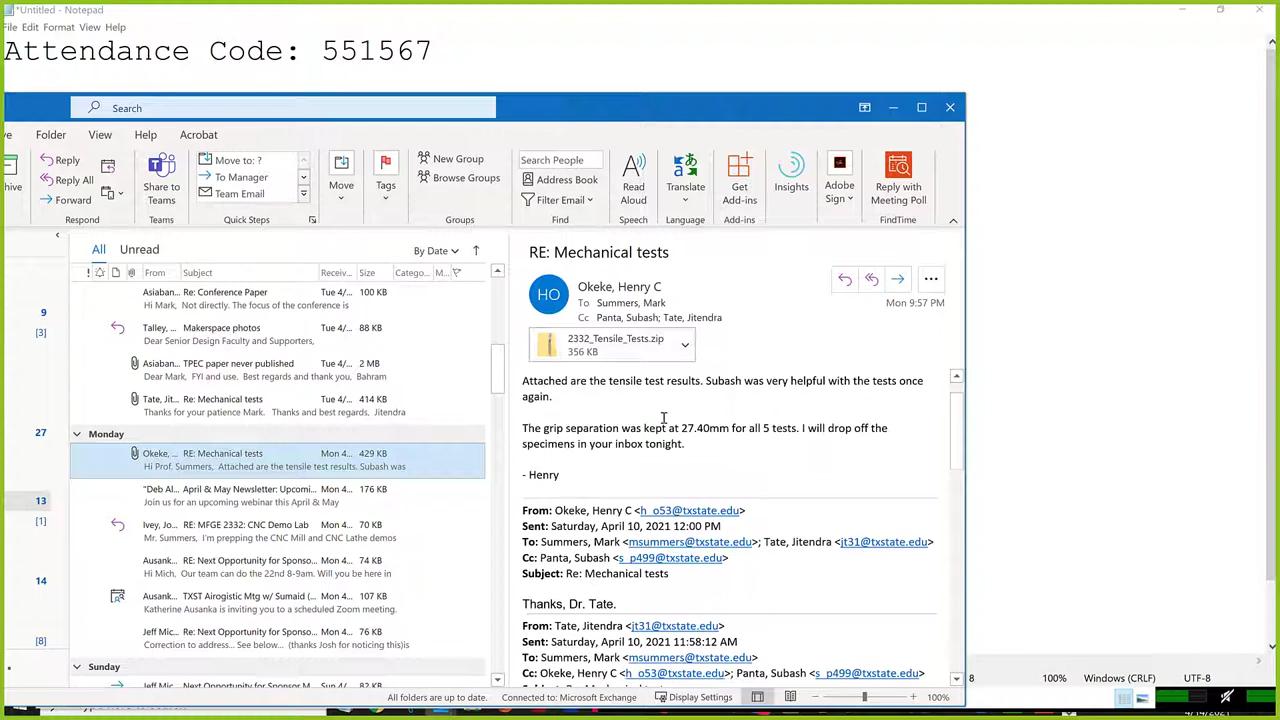 *Untitled - Notepad
File Edit Format View Help
Attendance Code: 551567
Search
Folder View Help Acrobat
Reply
Reply All
Forward
Respond
Share to Teams
Teams
Move to: ?
To Manager
Team Email
Quick Steps
Move
Tags
New Group
Browse Groups
Groups
Search People
Address Book
Filter Email
Find
Read Aloud
Speech
Translate
Language
Get Add-ins
Add-ins
Insights
Adobe Sign
Reply with Meeting Poll
FindTime
All Unread
By Date
! From Subject Receiv... Size Catego... M...
9
[3]
27
13
[1]
14
[8]
Asiaban... Re: Conference Paper Tue 4/... 100 KB
Hi Mark, Not directly. The focus of the conference is
Talley, ... Makerspace photos Tue 4/... 88 KB
Dear Senior Design Faculty and Supporters,
Asiaban... TPEC paper never published Tue 4/... 2 MB
Dear Mark, FYI and use. Best regards and thank you, Bahram
Tate, Jit... RE: Mechanical tests Tue 4/... 414 KB
Thanks for your patience Mark. Thanks and best regards, Jitendra
Monday
Okeke, ... RE: Mechanical tests Mon 4... 429 KB
Hi Prof. Summers, Attached are the tensile test results. Subash was
"Deb Al... April & May Newsletter: Upcomi... Mon 4... 176 KB
Join us for an upcoming webinar this April & May
Ivey, Jo... RE: MFGE 2332: CNC Demo Lab Mon 4... 70 KB
Mr. Summers, I'm prepping the CNC Mill and CNC Lathe demos
Ausank... RE: Next Opportunity for Sponso... Mon 4... 73 KB
Hi Mich, Our team can do the 22nd 8-9am. Will you be here in
Ausank... TXST Airogistic Mtg w/ Sumaid (... Mon 4... 47 KB
Katherine Ausanka is inviting you to a scheduled Zoom meeting.
Jeff Mic... Re: Next Opportunity for Sponso... Mon 4... 76 KB
Correction to address... See below... (thanks Josh for noticing this)is
Sunday
RE: Mechanical tests
HO
Okeke, Henry C
To Summers, Mark
Cc Panta, Subash; Tate, Jitendra
Mon 9:57 PM
2332_Tensile_Tests.zip
356 KB
Attached are the tensile test results. Subash was very helpful with the tests once
again.
The grip separation was kept at 27.40mm for all 5 tests. I will drop off the
specimens in your inbox tonight.
- Henry
From: Okeke, Henry C <h_o53@txstate.edu>
Sent: Saturday, April 10, 2021 12:00 PM
To: Summers, Mark <msummers@txstate.edu>; Tate, Jitendra <jt31@txstate.edu>
Cc: Panta, Subash <s_p499@txstate.edu>
Subject: Re: Mechanical tests
Thanks, Dr. Tate.
From: Tate, Jitendra <jt31@txstate.edu>
Sent: Saturday, April 10, 2021 11:58:12 AM
To: Summers, Mark <msummers@txstate.edu>
Cc: Okeke, Henry C <h_o53@txstate.edu>; Panta, Subash <s_p499@txstate.edu>
All folders are up to date. Connected to: Microsoft Exchange Display Settings 100%
8 100% Windows (CRLF) UTF-8